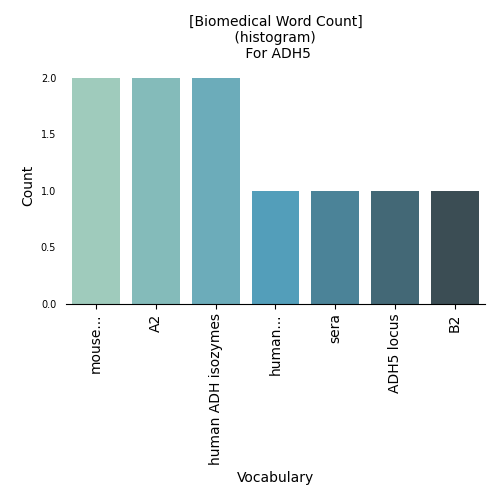 [Biomedical Word Count]
(histogram)
For ADH5
Count
2.0
1.5
1.0
0.5
0.0
mouse...
A2
human ADH isozymes
human...
sera
ADH5 locus
B2
Vocabulary